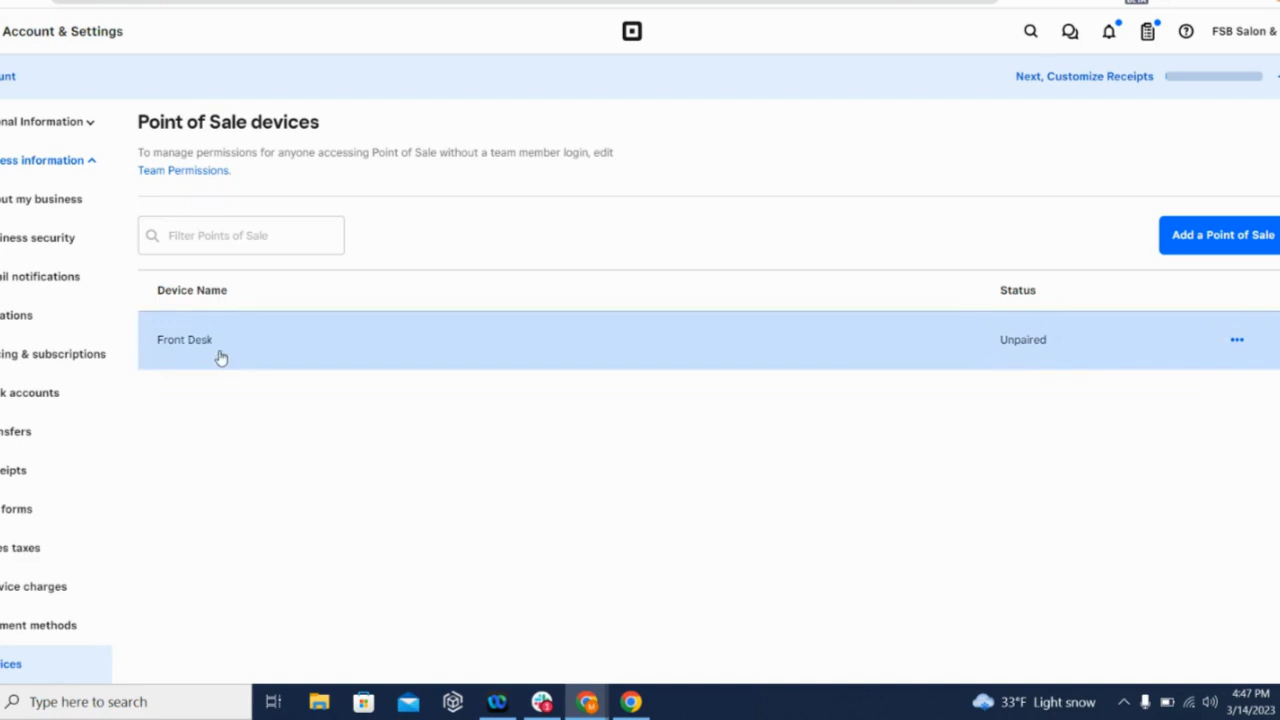 BETA
Account & Settings
FSB Salon &
unt
Next, Customize Receipts
nal Information
ess information
ut my business
iness security
il notifications
ations
ing & subscriptions
k accounts
nsfers
eipts
forms
es taxes
vice charges
ment methods
ices
Point of Sale devices
To manage permissions for anyone accessing Point of Sale without a team member login, edit
Team Permissions.
Filter Points of Sale
Add a Point of Sale
Device Name
Status
Front Desk
Unpaired
Type here to search
33°F Light snow
4:47 PM
3/14/2023